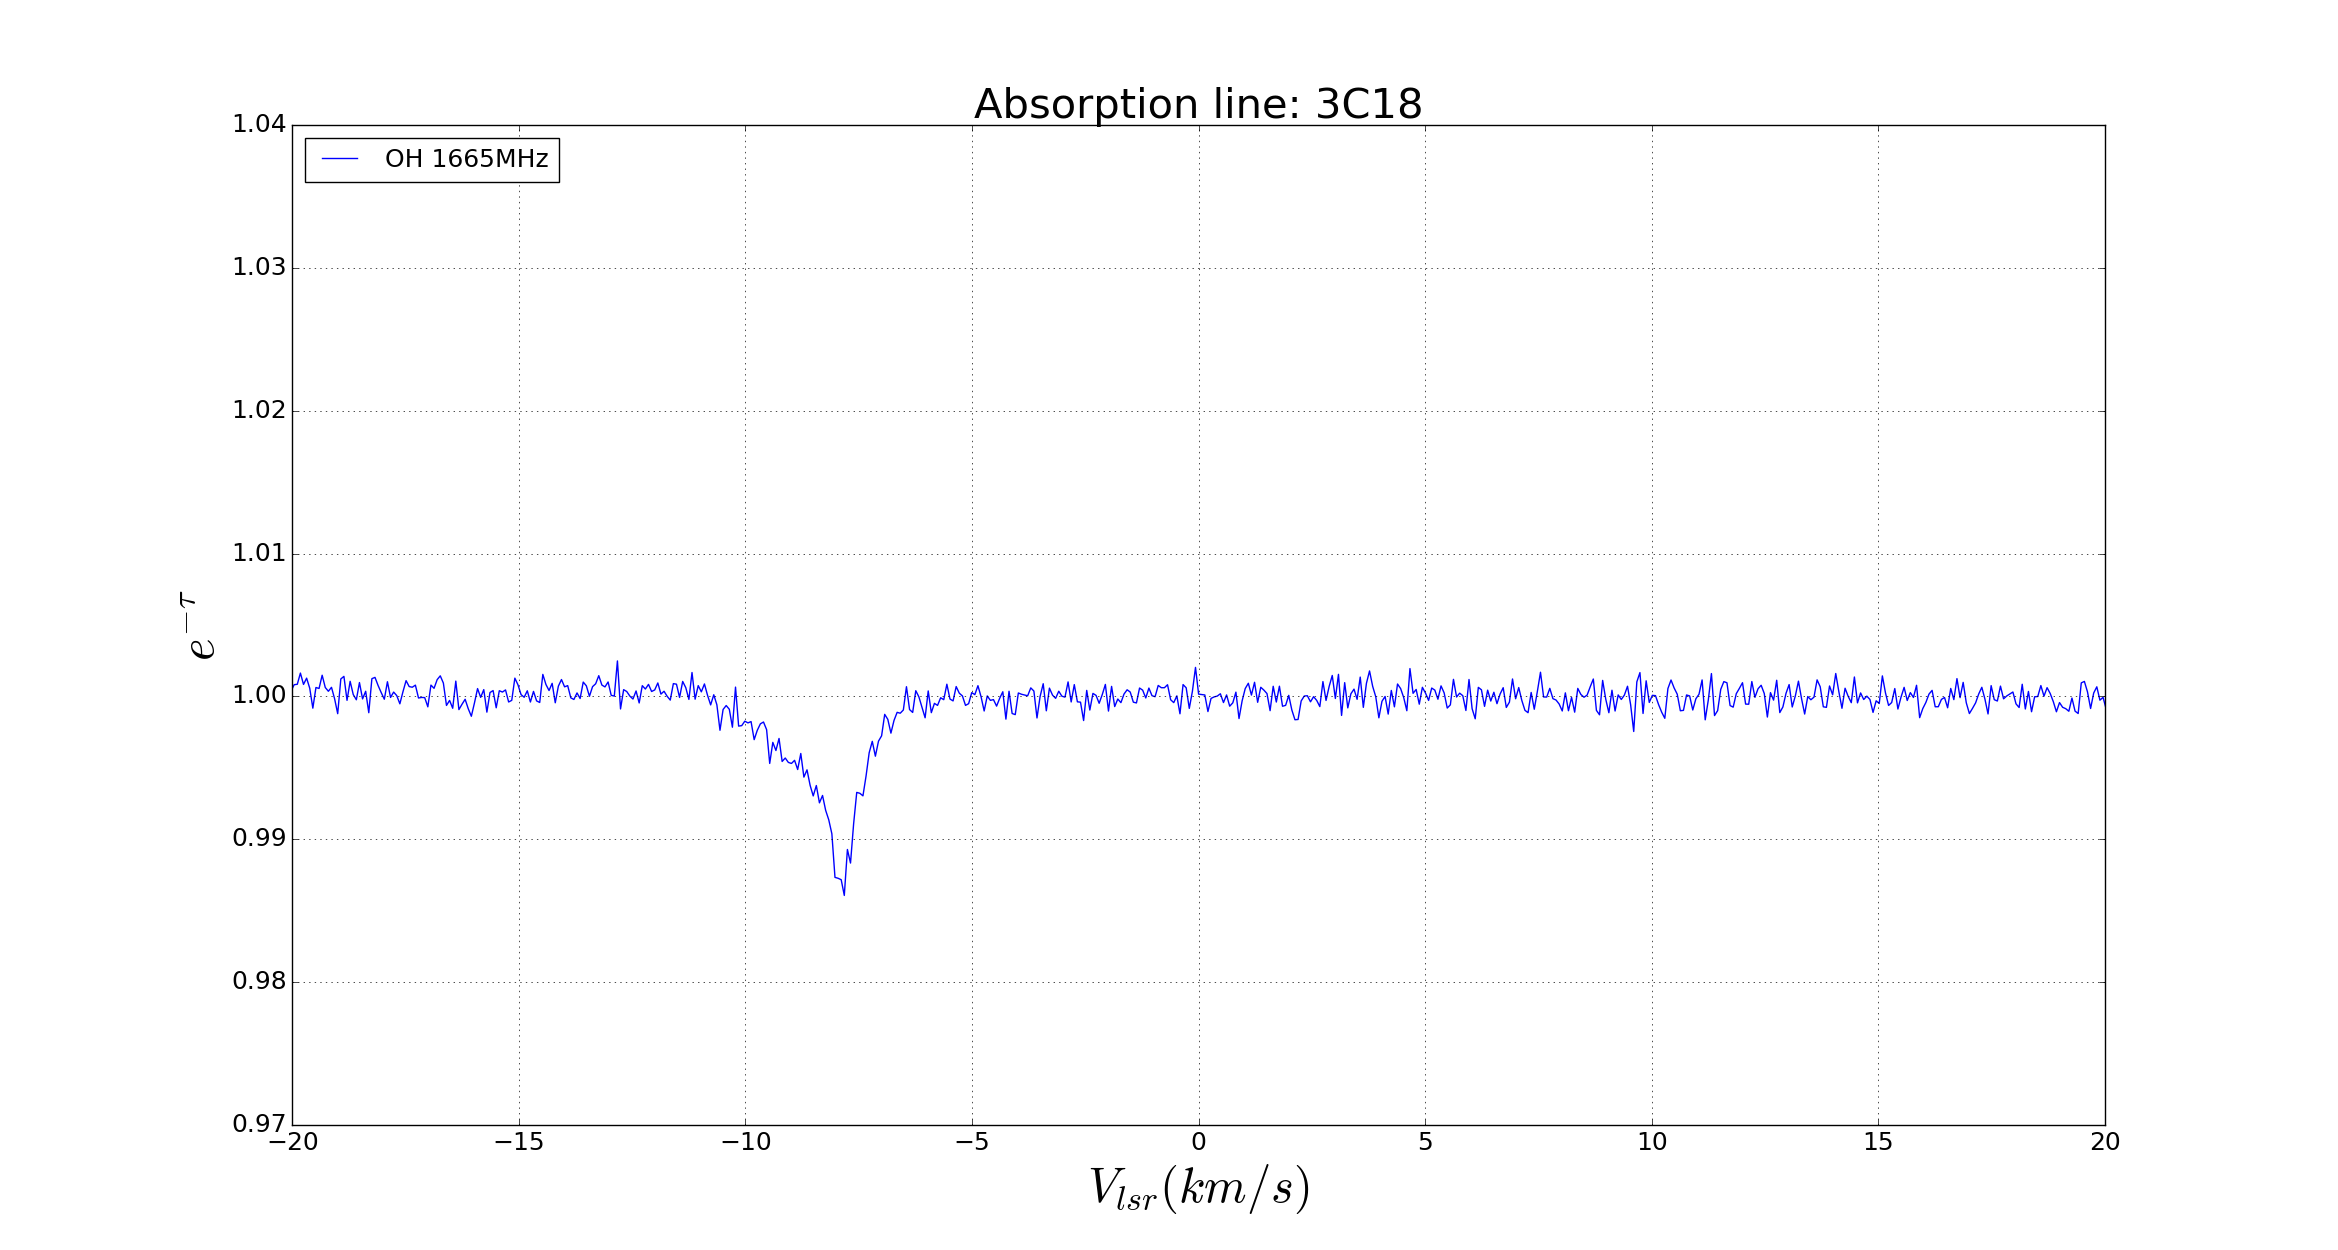 Absorption line: 3C18
OH 1665MHz
1.04
1.03
1.02
1.01
1.00
0.99
0.98
0.97
e^{−τ}
−20 −15 −10 −5 0 5 10 15 20
V_{lsr}(km/s)